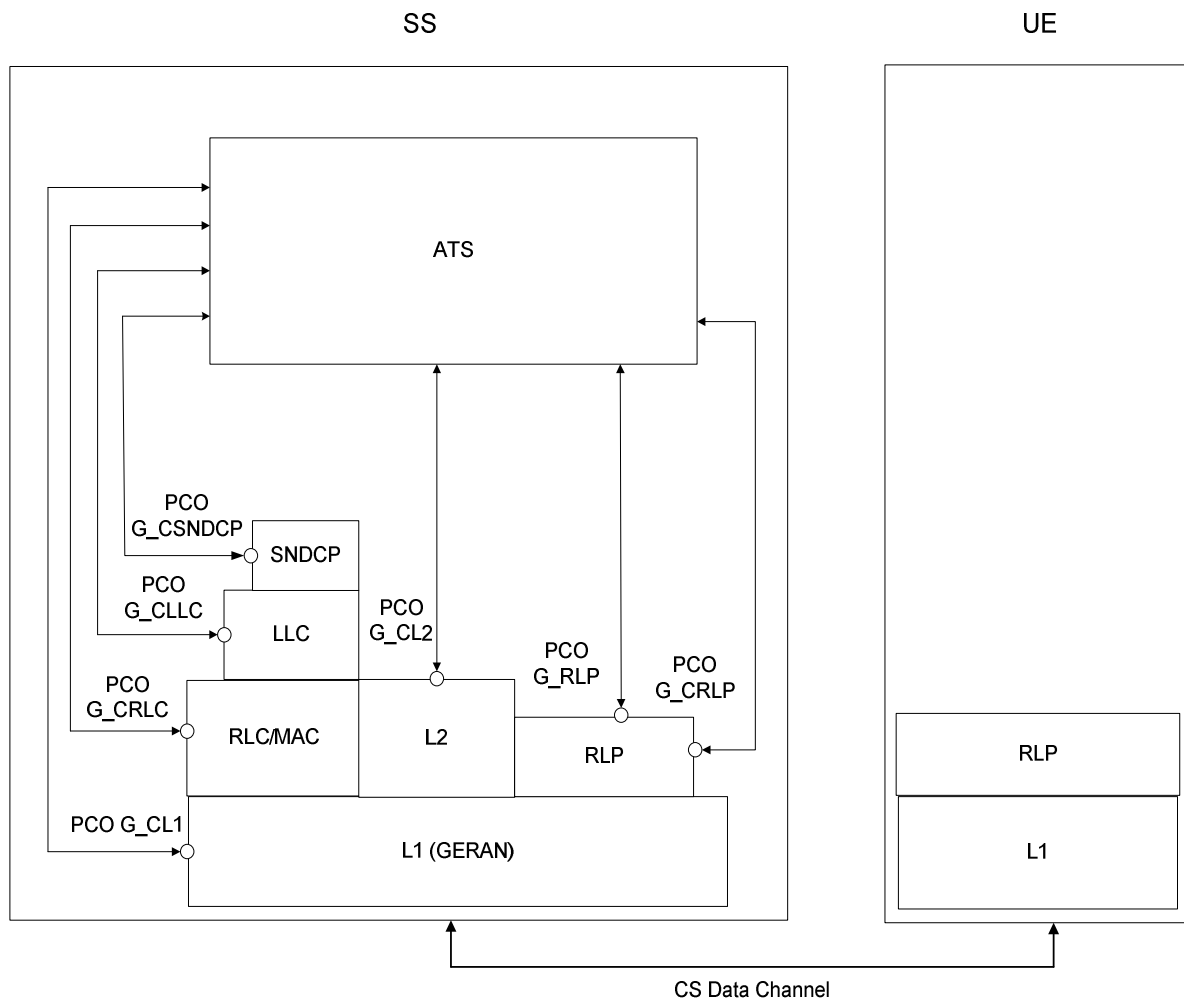 SS
UE
ATS
PCO
G_CSNDCP
SNDCP
PCO
G_CLLC
LLC
PCO
G_CL2
PCO
G_RLP
PCO
G_CRLP
PCO
G_CRLC
RLC/MAC
L2
RLP
RLP
PCO G_CL1
L1 (GERAN)
L1
CS Data Channel